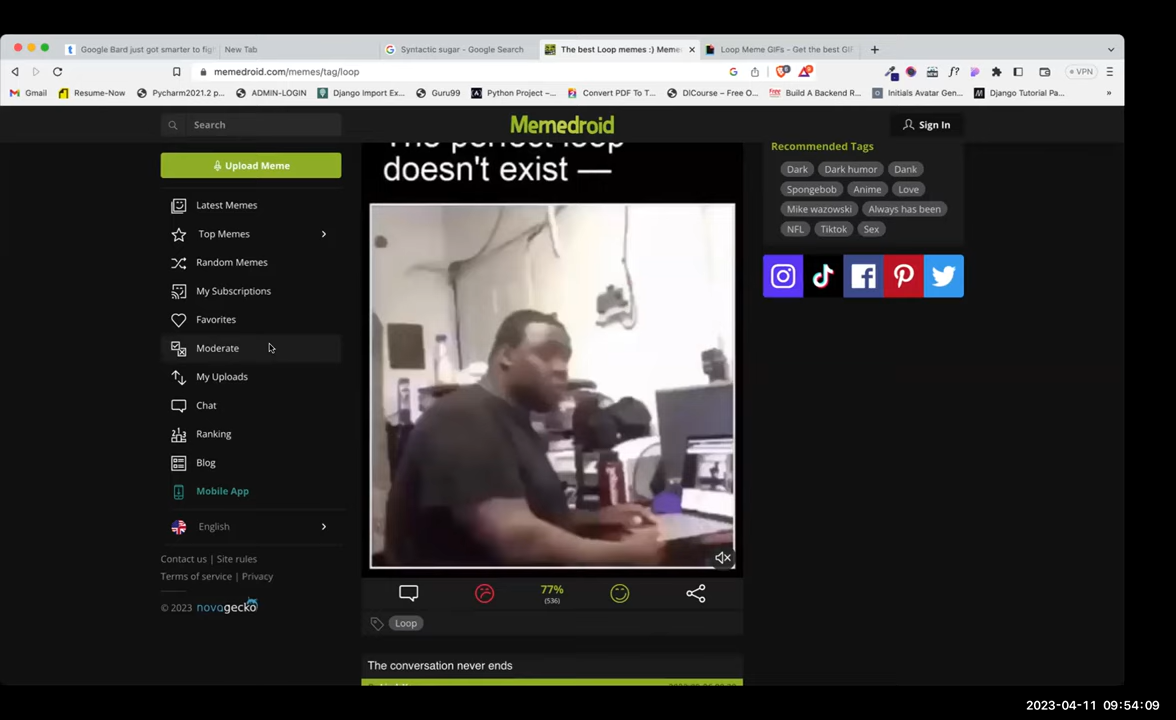 Google Bard just got smarter to fig
New Tab
Syntactic sugar - Google Search
The best Loop memes :) Meme
Loop Meme GIFs - Get the best GIF
memedroid.com/memes/tag/loop
VPN
Gmail
Resume-Now
Pycharm2021.2 p...
ADMIN-LOGIN
Django Import Ex...
Guru99
Python Project –...
Convert PDF To T...
DICourse – Free O...
Build A Backend R...
Initials Avatar Gen...
Django Tutorial Pa...
»
Search
Memedroid
Sign In
Upload Meme
Latest Memes
Top Memes
Random Memes
My Subscriptions
Favorites
Moderate
My Uploads
Chat
Ranking
Blog
Mobile App
English
Contact us | Site rules
Terms of service | Privacy
© 2023 novagecko
The perfect loop
doesn't exist —
77%
(536)
Loop
The conversation never ends
Recommended Tags
Dark
Dark humor
Dank
Spongebob
Anime
Love
Mike wazowski
Always has been
NFL
Tiktok
Sex
2023-04-11 09:54:09